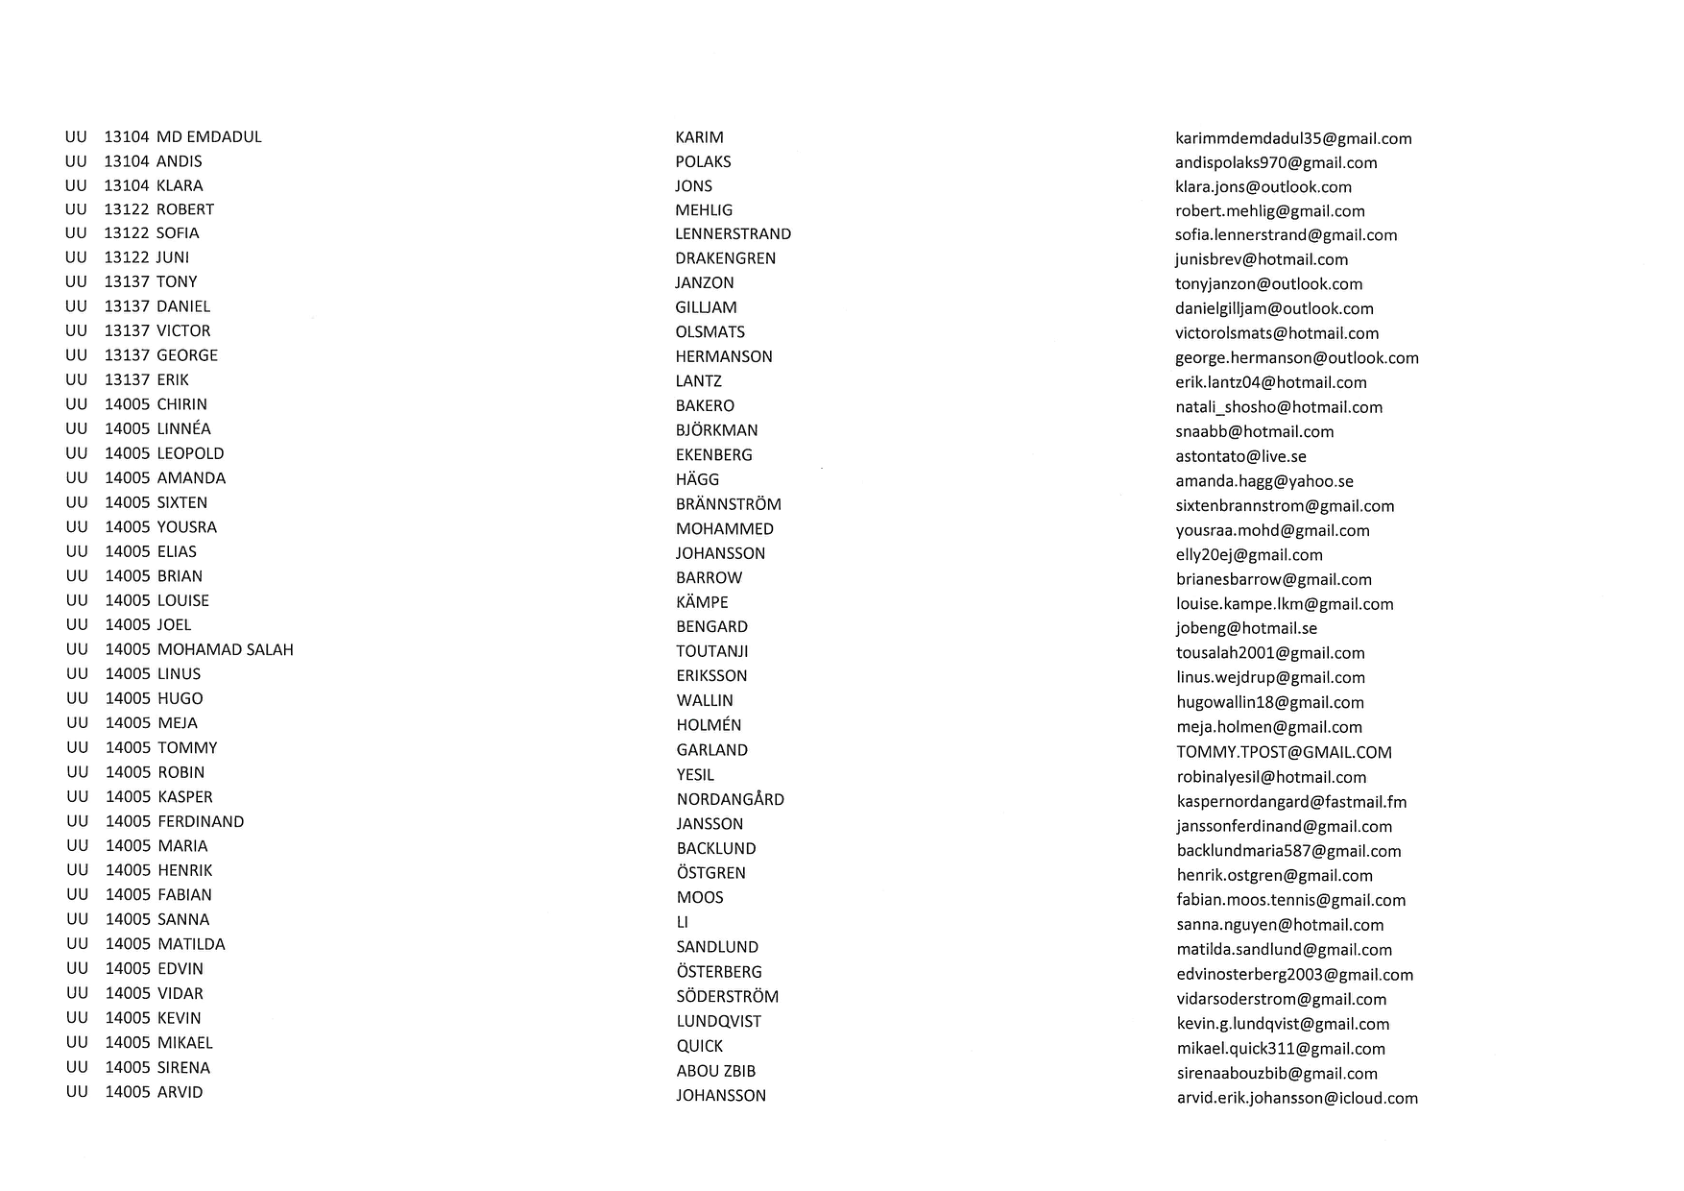 UU 13104 MD EMDADUL KARIM karimmdemdadul35@gmail.com
UU 13104 ANDIS POLAKS andispolaks970@gmail.com
UU 13104 KLARA JONS klara.jons@outlook.com
UU 13122 ROBERT MEHLIG robert.mehlig@gmail.com
UU 13122 SOFIA LENNERSTRAND sofia.lennerstrand@gmail.com
UU 13122 JUNI DRAKENGREN junisbrev@hotmail.com
UU 13137 TONY JANZON tonyjanzon@outlook.com
UU 13137 DANIEL GILLJAM danielgilljam@outlook.com
UU 13137 VICTOR OLSMATS victorolsmats@hotmail.com
UU 13137 GEORGE HERMANSON george.hermanson@outlook.com
UU 13137 ERIK LANTZ erik.lantz04@hotmail.com
UU 14005 CHIRIN BAKERO natali_shosho@hotmail.com
UU 14005 LINNÉA BJÖRKMAN snaabb@hotmail.com
UU 14005 LEOPOLD EKENBERG astontato@live.se
UU 14005 AMANDA HÄGG amanda.hagg@yahoo.se
UU 14005 SIXTEN BRÄNNSTRÖM sixtenbrannstrom@gmail.com
UU 14005 YOUSRA MOHAMMED yousraa.mohd@gmail.com
UU 14005 ELIAS JOHANSSON elly20ej@gmail.com
UU 14005 BRIAN BARROW brianesbarrow@gmail.com
UU 14005 LOUISE KÄMPE louise.kampe.lkm@gmail.com
UU 14005 JOEL BENGARD jobeng@hotmail.se
UU 14005 MOHAMAD SALAH TOUTANJI tousalah2001@gmail.com
UU 14005 LINUS ERIKSSON linus.wejdrup@gmail.com
UU 14005 HUGO WALLIN hugowallin18@gmail.com
UU 14005 MEJA HOLMÉN meja.holmen@gmail.com
UU 14005 TOMMY GARLAND TOMMY.TPOST@GMAIL.COM
UU 14005 ROBIN YESIL robinalyesil@hotmail.com
UU 14005 KASPER NORDANGÅRD kaspernordangard@fastmail.fm
UU 14005 FERDINAND JANSSON janssonferdinand@gmail.com
UU 14005 MARIA BACKLUND backlundmaria587@gmail.com
UU 14005 HENRIK ÖSTGREN henrik.ostgren@gmail.com
UU 14005 FABIAN MOOS fabian.moos.tennis@gmail.com
UU 14005 SANNA LI sanna.nguyen@hotmail.com
UU 14005 MATILDA SANDLUND matilda.sandlund@gmail.com
UU 14005 EDVIN ÖSTERBERG edvinosterberg2003@gmail.com
UU 14005 VIDAR SÖDERSTRÖM vidarsoderstrom@gmail.com
UU 14005 KEVIN LUNDQVIST kevin.g.lundqvist@gmail.com
UU 14005 MIKAEL QUICK mikael.quick311@gmail.com
UU 14005 SIRENA ABOU ZBIB sirenaabouzbib@gmail.com
UU 14005 ARVID JOHANSSON arvid.erik.johansson@icloud.com